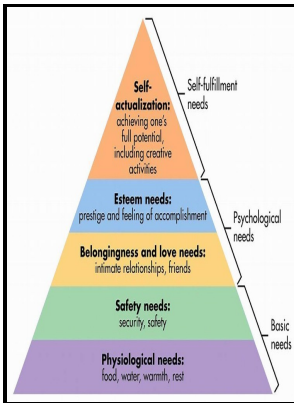 Self-
actualization:
achieving one's
full potential,
including creative
activities
Self-fulfillment
needs
Esteem needs:
prestige and feeling of accomplishment
Belongingness and love needs:
intimate relationships, friends
Psychological
needs
Safety needs:
security, safety
Physiological needs:
food, water, warmth, rest
Basic
needs